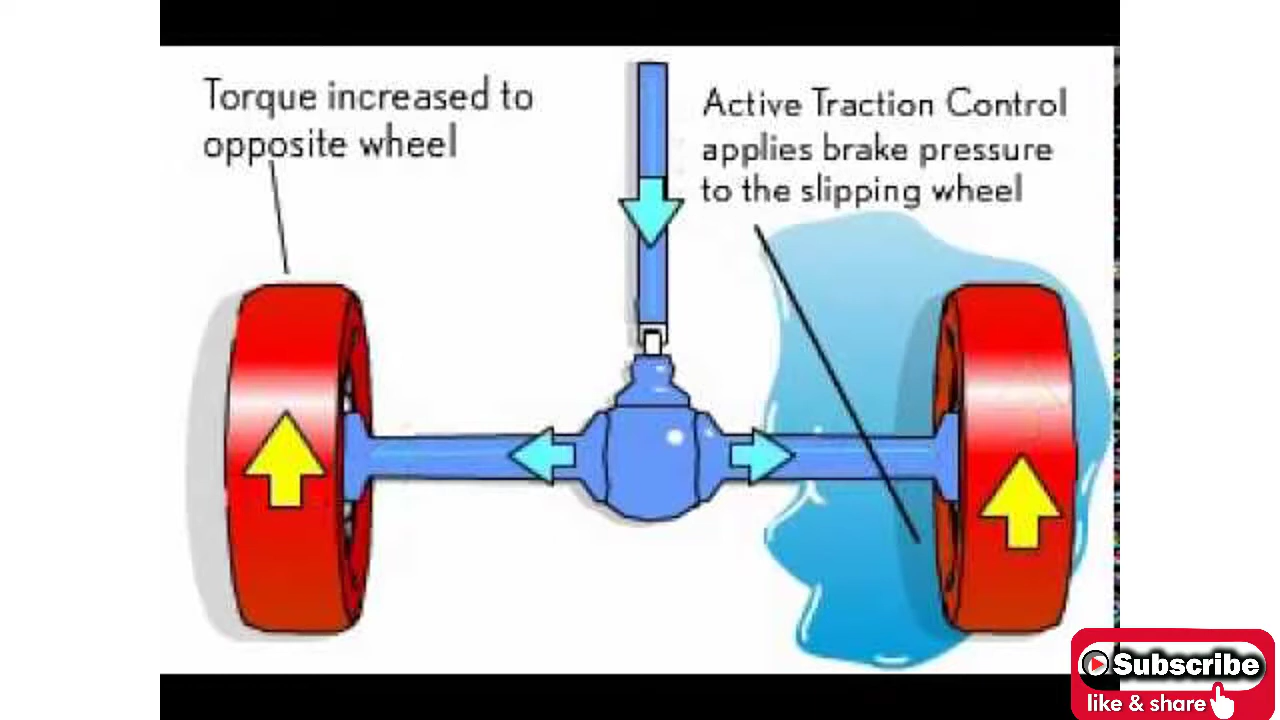 Torque increased to
opposite wheel
Active Traction Control
applies brake pressure
to the slipping wheel
Subscribe
like & share